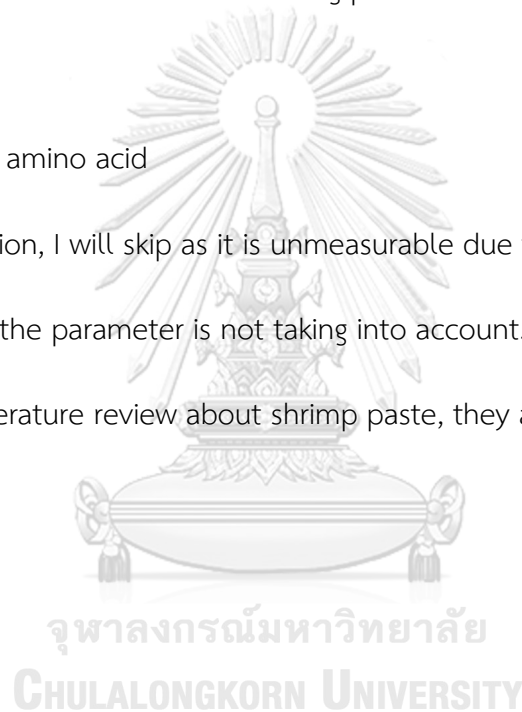 amino acid
ion, I will skip as it is unmeasurable due
the parameter is not taking into account.
erature review about shrimp paste, they a
จุฬาลงกรณ์มหาวิทยาลัย
CHULALONGKORN UNIVERSITY